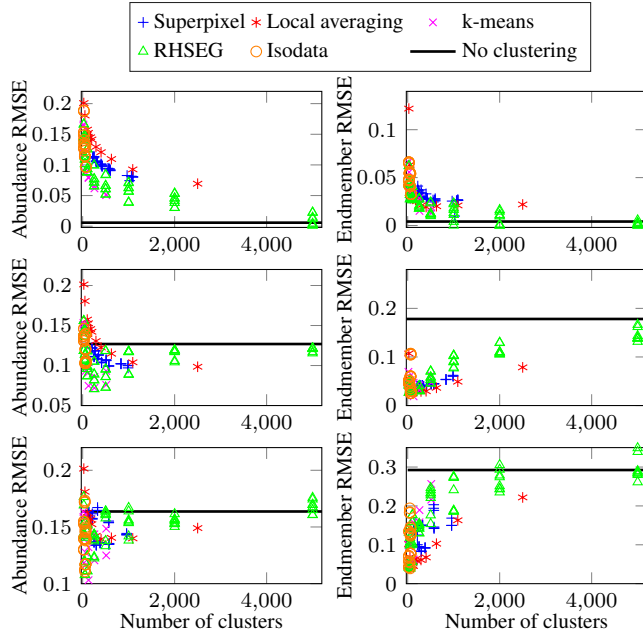 Superpixel Local averaging k-means
RHSEG Isodata No clustering
Abundance RMSE
0.2
0.15
0.1
0.05
0
0 2,000 4,000
Endmember RMSE
0.1
0.05
0
0 2,000 4,000
Abundance RMSE
0.2
0.15
0.1
0.05
0 2,000 4,000
Endmember RMSE
0.2
0.1
0
0 2,000 4,000
Abundance RMSE
0.2
0.15
0.1
0 2,000 4,000
Number of clusters
Endmember RMSE
0.3
0.2
0.1
0
0 2,000 4,000
Number of clusters